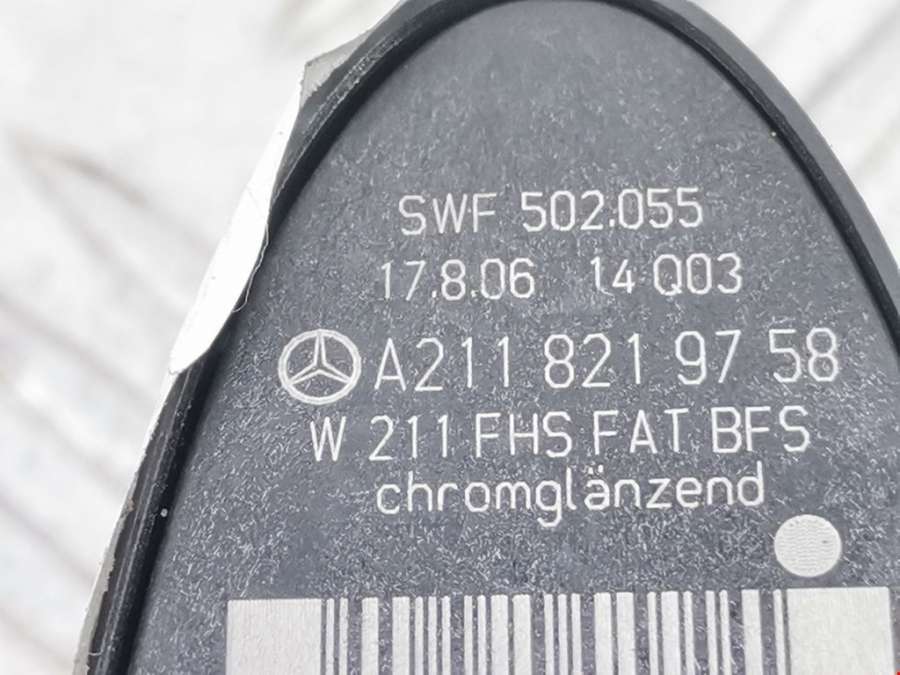 SWF 502.055
17.8.06 14 Q03
A211 821 97 58
W 211 FHS FAT BFS
chromglänzend